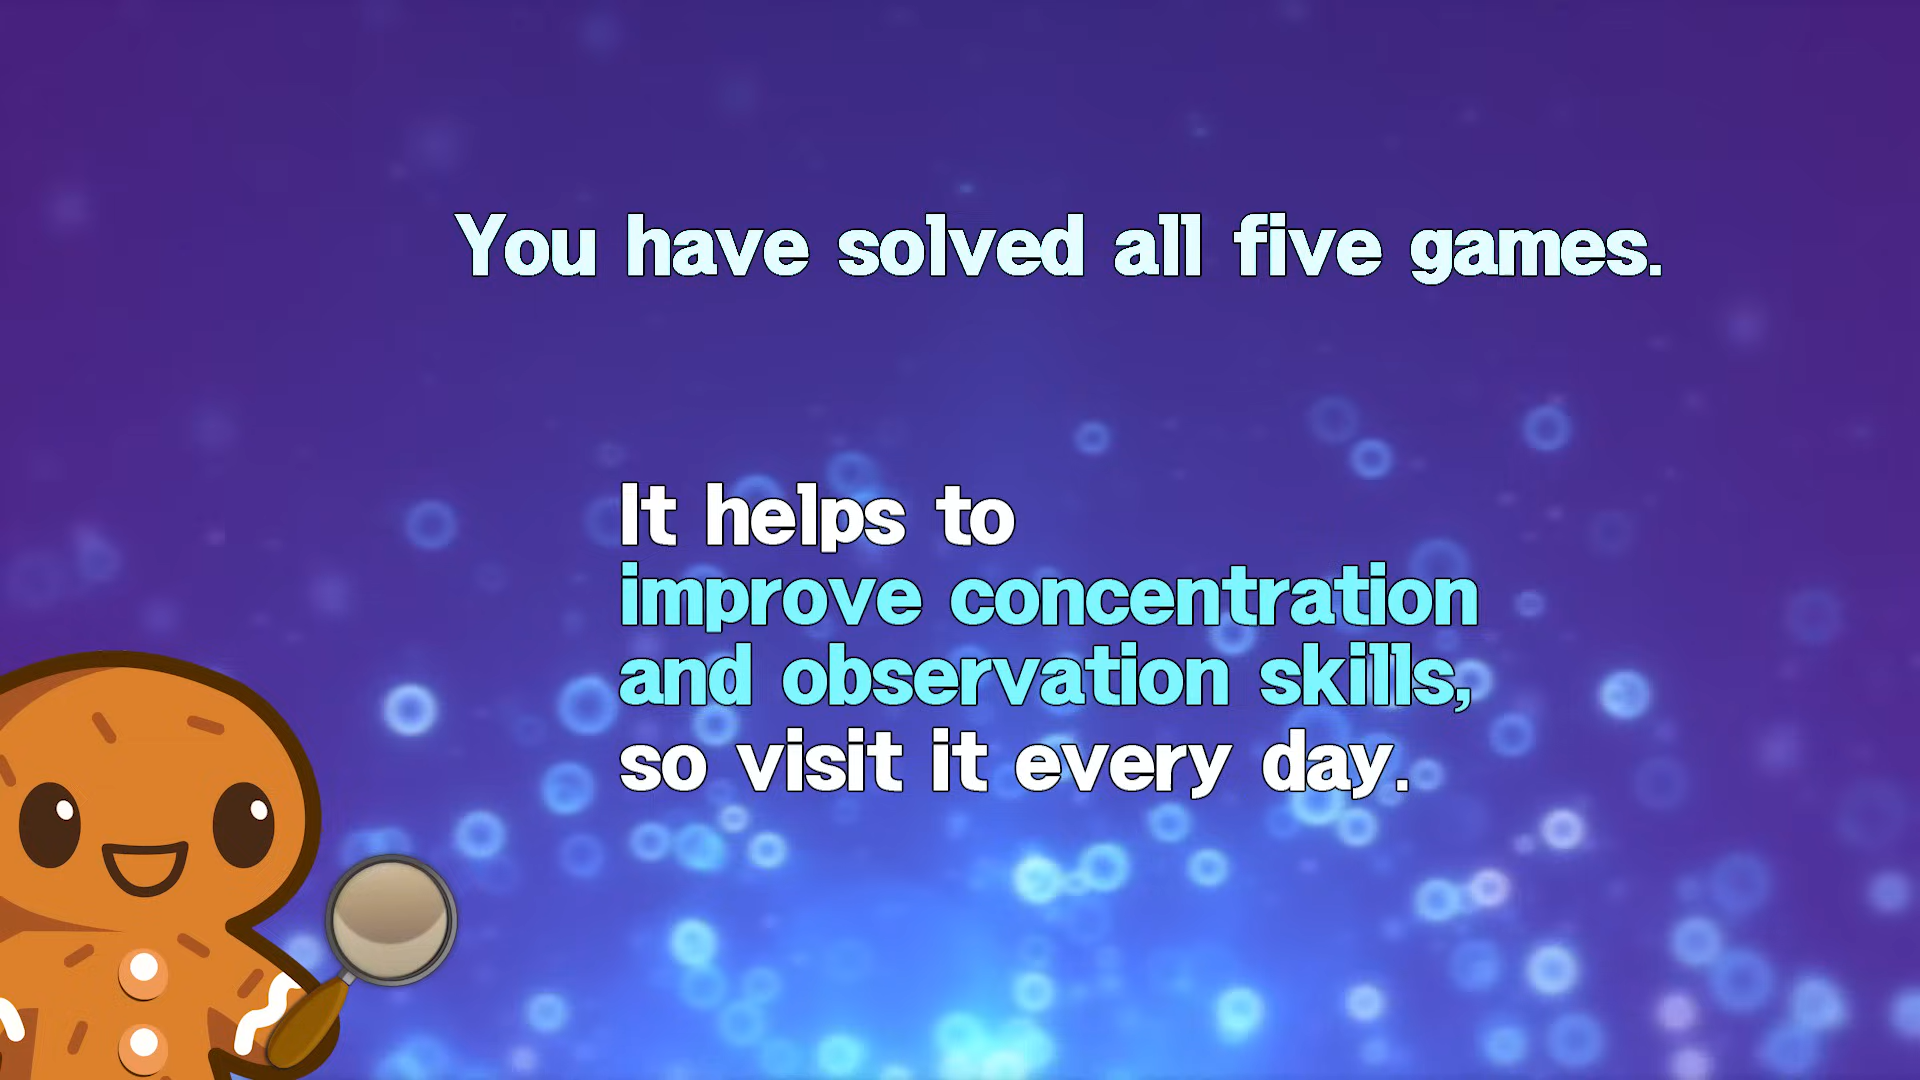 You have solved all five games.
It helps to
improve concentration
and observation skills,
so visit it every day.